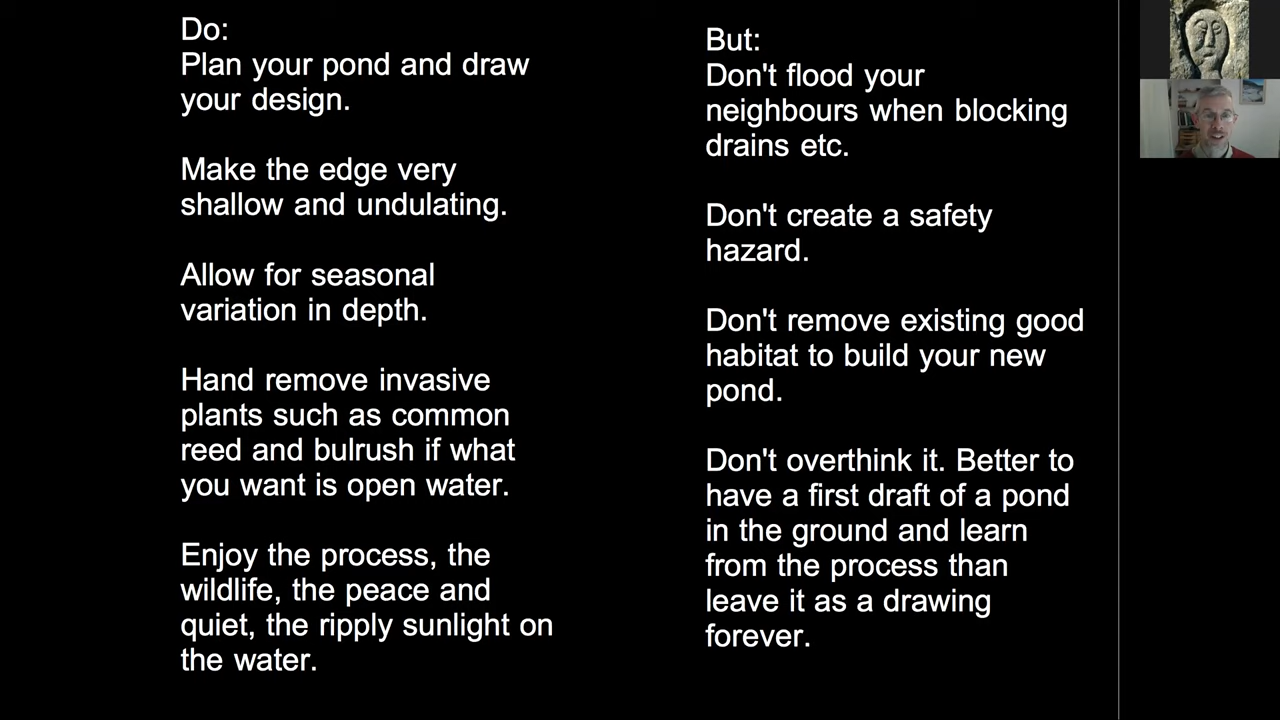 Do:
Plan your pond and draw
your design.
Make the edge very
shallow and undulating.
Allow for seasonal
variation in depth.
Hand remove invasive
plants such as common
reed and bulrush if what
you want is open water.
Enjoy the process, the
wildlife, the peace and
quiet, the ripply sunlight on
the water.
But:
Don't flood your
neighbours when blocking
drains etc.
Don't create a safety
hazard.
Don't remove existing good
habitat to build your new
pond.
Don't overthink it. Better to
have a first draft of a pond
in the ground and learn
from the process than
leave it as a drawing
forever.